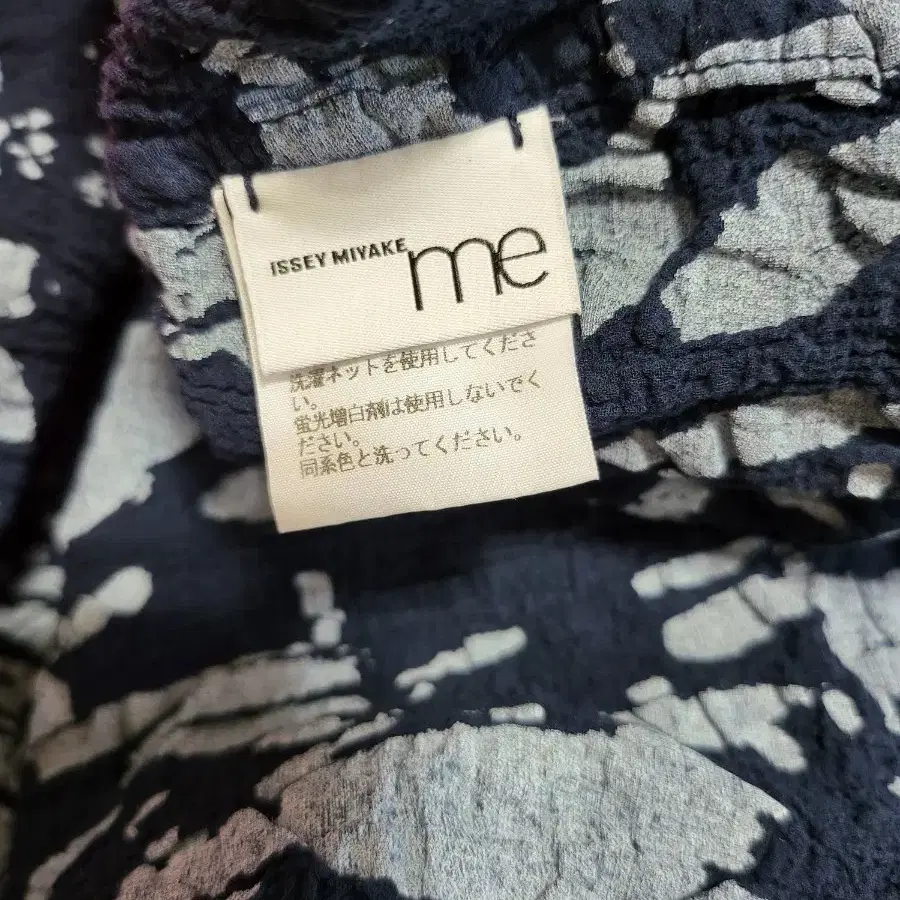 ISSEY MIYAKE me
洗濯ネットを使用してくださ
い。
蛍光増白剤は使用しないでく
ださい。
同系色と洗ってください。